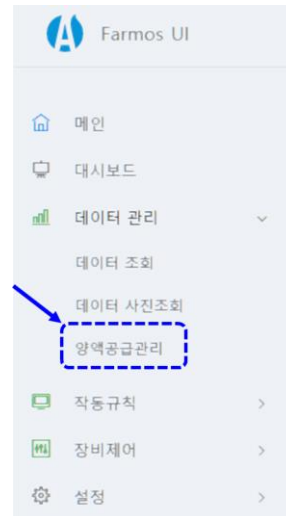 Farmos UI
메인
대시보드
데이터 관리
데이터 조회
데이터 사진조회
양액공급관리
작동규칙
장비제어
설정